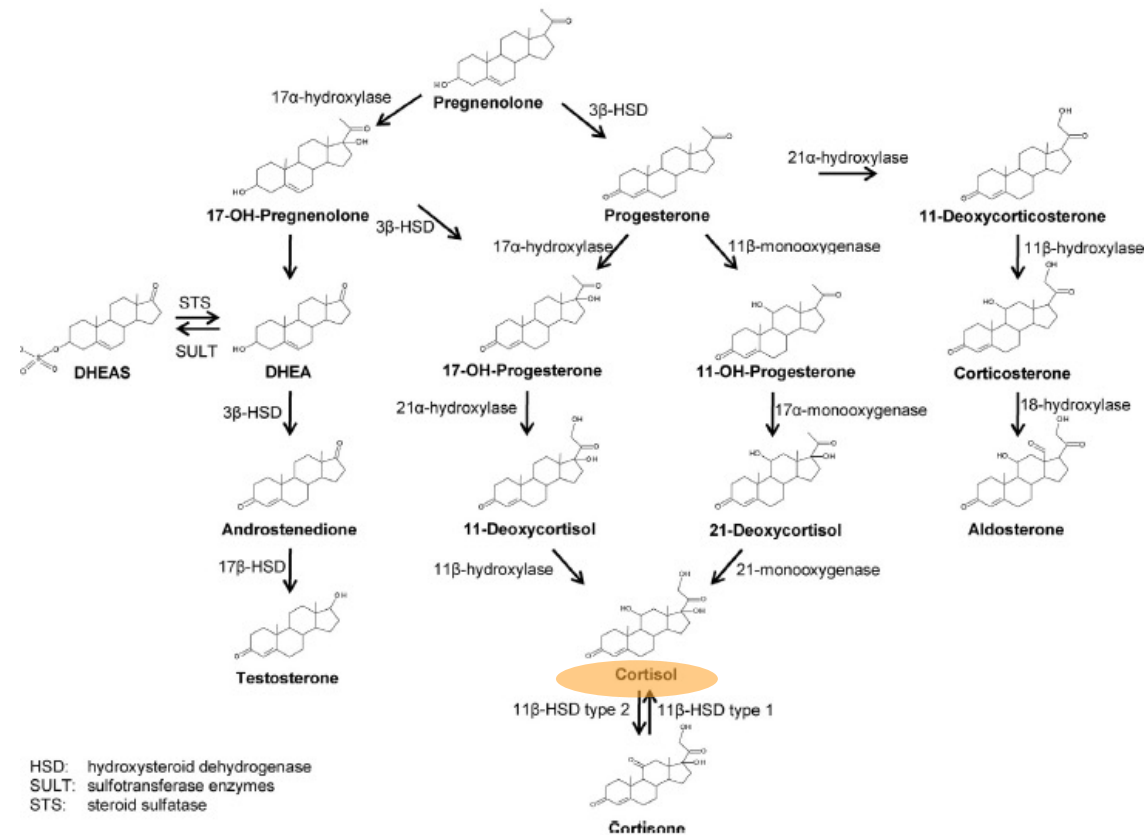 Pregnenolone
17α-hydroxylase
3β-HSD
17-OH-Pregnenolone
Progesterone
21α-hydroxylase
11-Deoxycorticosterone
3β-HSD
17α-hydroxylase
11β-monooxygenase
11β-hydroxylase
STS
SULT
DHEAS
DHEA
17-OH-Progesterone
11-OH-Progesterone
Corticosterone
3β-HSD
21α-hydroxylase
17α-monooxygenase
18-hydroxylase
Androstenedione
11-Deoxycortisol
21-Deoxycortisol
Aldosterone
17β-HSD
11β-hydroxylase
21-monooxygenase
Testosterone
Cortisol
11β-HSD type 2
11β-HSD type 1
HSD: hydroxysteroid dehydrogenase
SULT: sulfotransferase enzymes
STS: steroid sulfatase
Cortisone